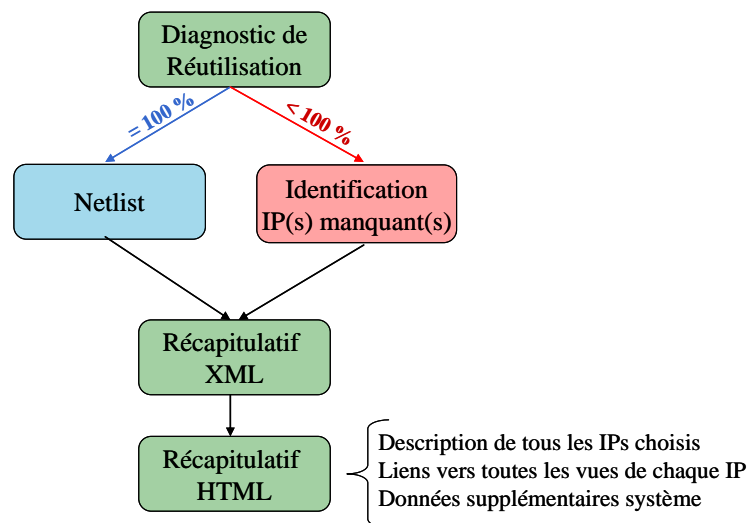 Diagnostic de
Réutilisation
= 100 %
< 100 %
Netlist
Identification
IP(s) manquant(s)
Récapitulatif
XML
Récapitulatif
HTML
Description de tous les IPs choisis
Liens vers toutes les vues de chaque IP
Données supplémentaires système